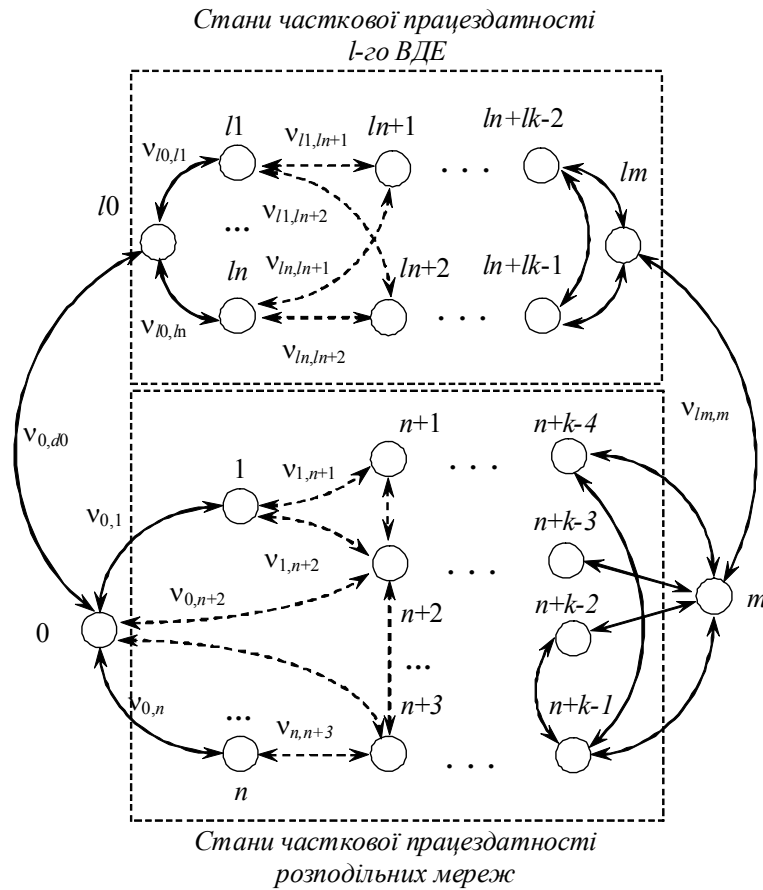 Стани часткової працездатності
l-го ВДЕ
l1
ν_{l1,ln+1}
ln+1
ln+lk-2
ν_{l0,l1}
lm
l0
...
ν_{l1,ln+2}
. . .
ν_{ln,ln+1}
ln
ln+2
ln+lk-1
. . .
ν_{l0,ln}
ν_{ln,ln+2}
ν_{lm,m}
ν_{0,d0}
n+1
n+k-4
1
ν_{1,n+1}
. . .
ν_{0,1}
n+k-3
ν_{1,n+2}
. . .
ν_{0,n+2}
n+2
n+k-2
m
0
...
ν_{0,n}
n+3
n+k-1
...
ν_{n,n+3}
. . .
n
Стани часткової працездатності
розподільних мереж